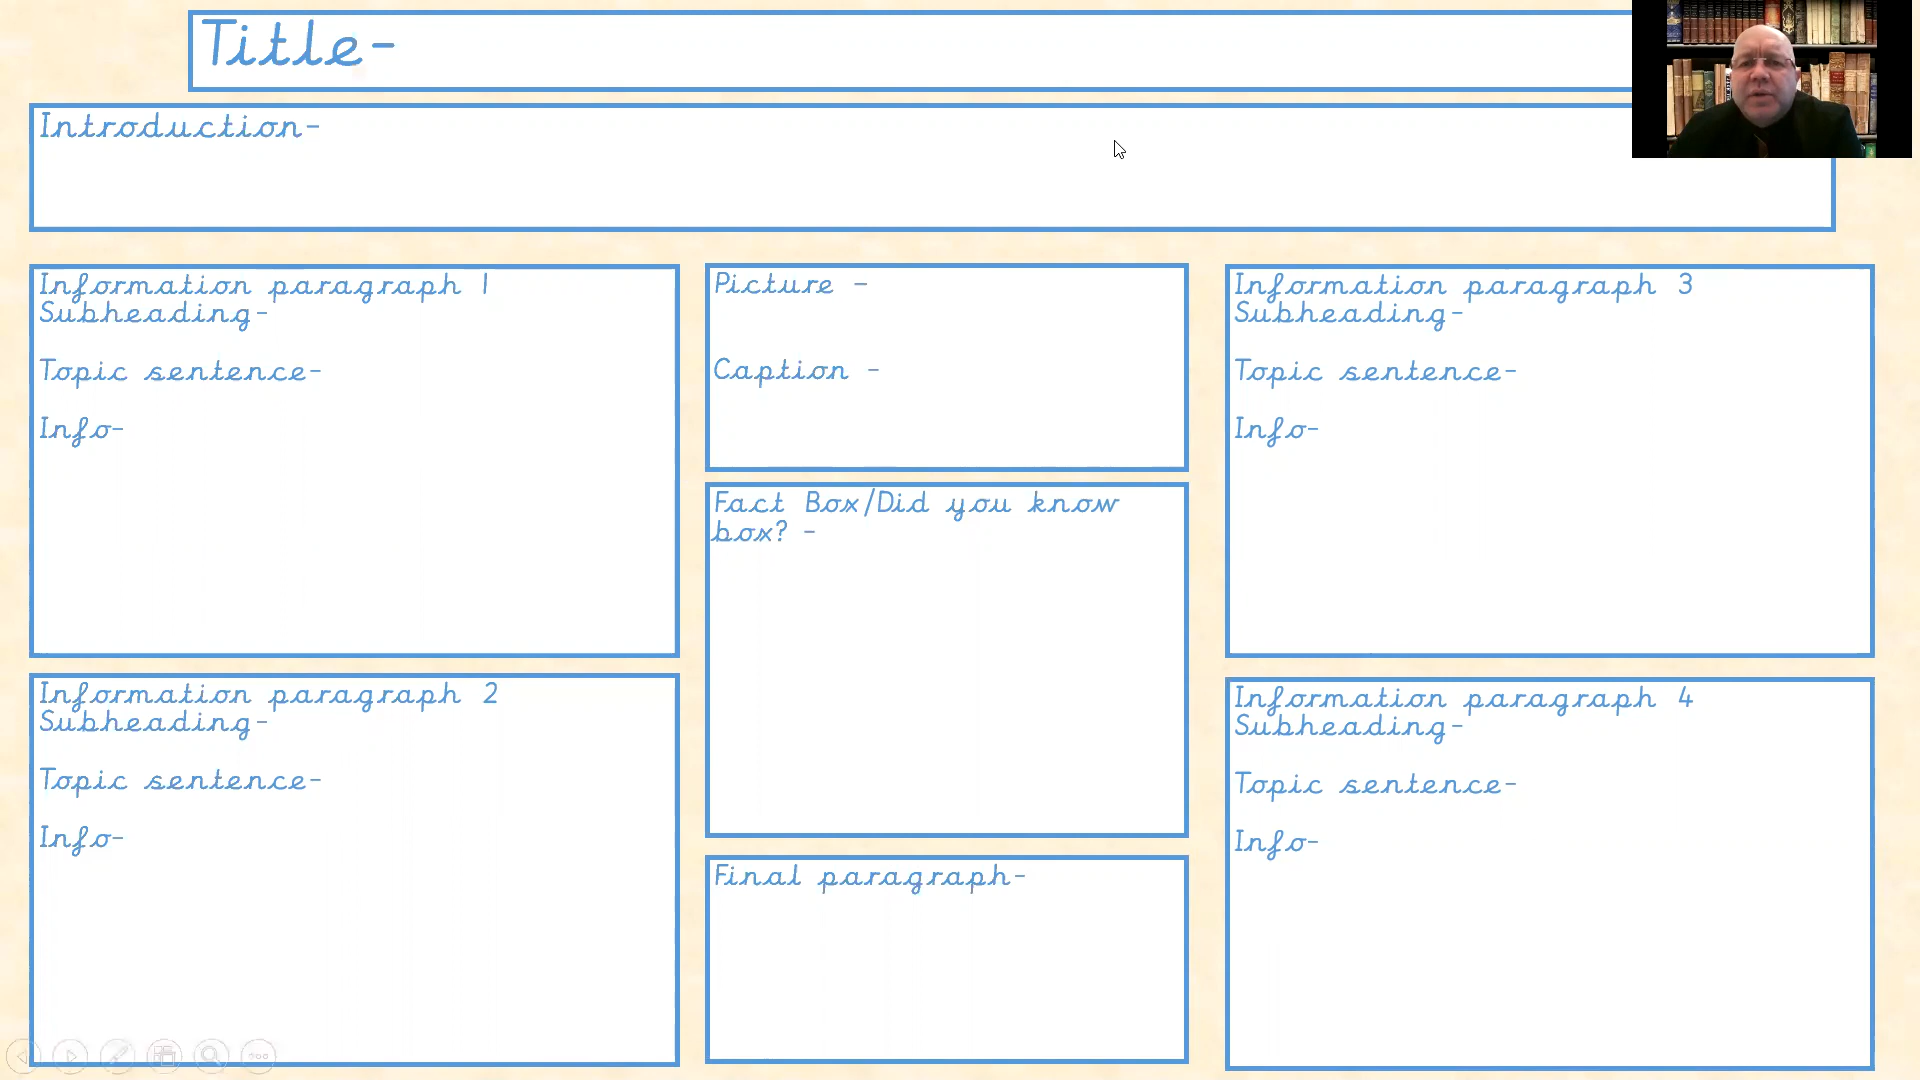 Title-
Introduction-
Information paragraph 1
Subheading-
Topic sentence-
Info-
Information paragraph 2
Subheading-
Topic sentence-
Info-
Picture -
Caption -
Fact Box/Did you know
box? -
Final paragraph-
Information paragraph 3
Subheading-
Topic sentence-
Info-
Information paragraph 4
Subheading-
Topic sentence-
Info-